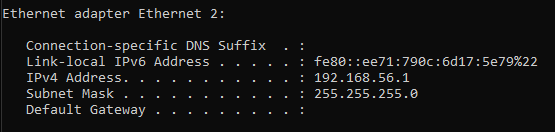 Ethernet adapter Ethernet 2:
Connection-specific DNS Suffix  . :
Link-local IPv6 Address . . . . . : fe80::ee71:790c:6d17:5e79%22
IPv4 Address. . . . . . . . . . . : 192.168.56.1
Subnet Mask . . . . . . . . . . . : 255.255.255.0
Default Gateway . . . . . . . . . :